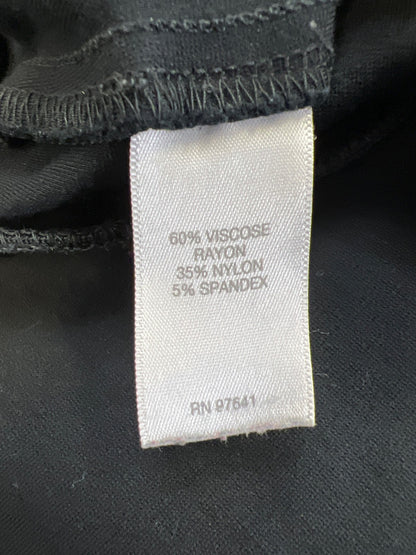 60% VISCOSE
RAYON
35% NYLON
5% SPANDEX
RN 97641